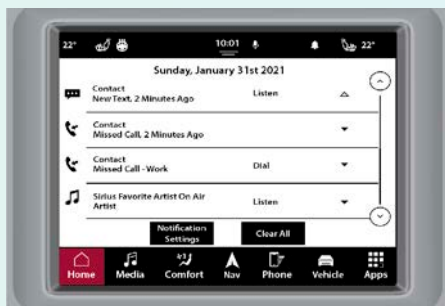 22° 10:01 22°
Sunday, January 31st 2021
Contact
New Text, 2 Minutes Ago Listen
Contact
Missed Call, 2 Minutes Ago
Contact
Missed Call - Work Dial
Sirius Favorite Artist On Air
Artist Listen
Notification
Settings Clear All
Home Media Comfort Nav Phone Vehicle Apps